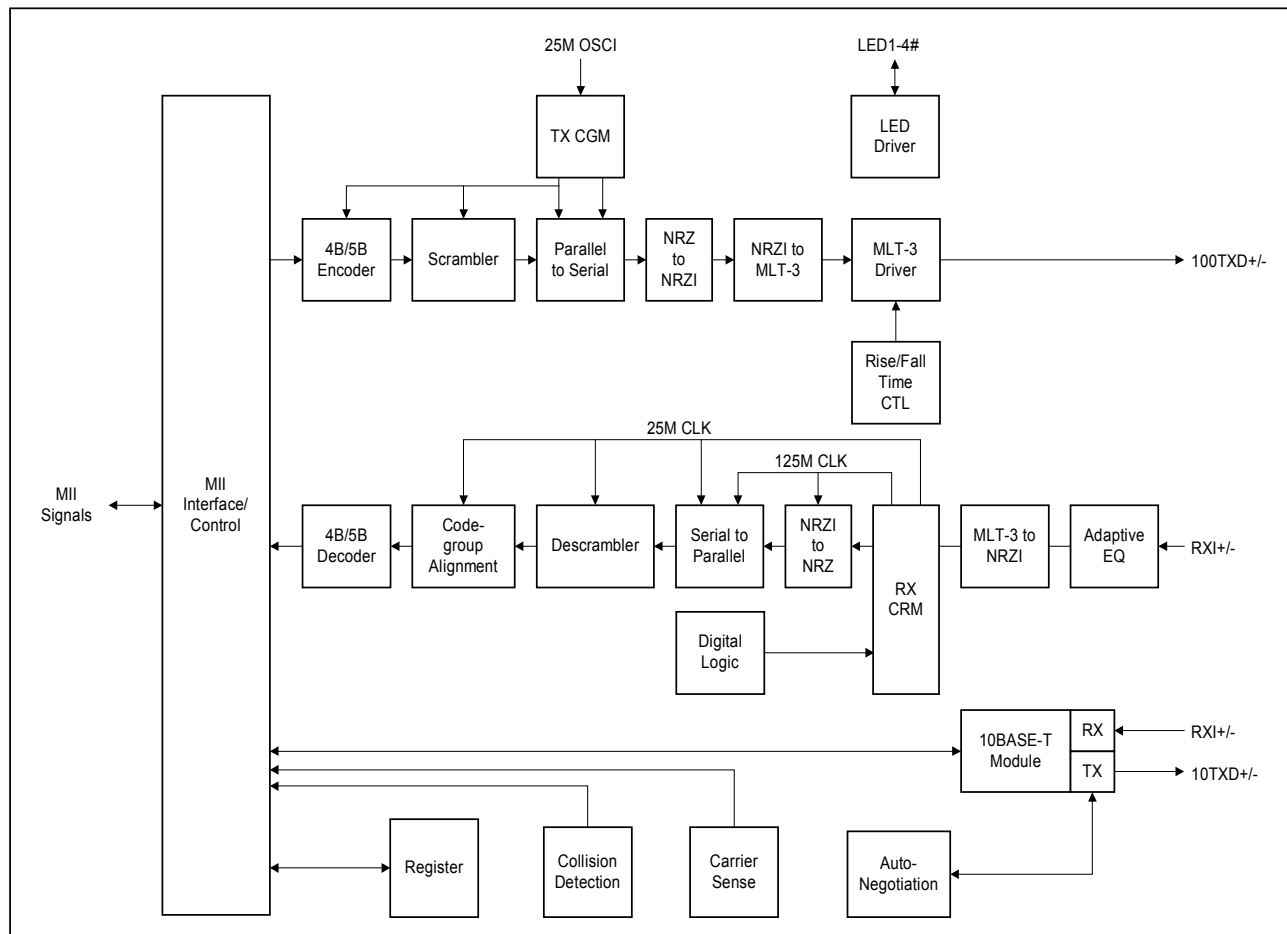 25M OSCI
LED1-4#
TX CGM
LED
Driver
4B/5B
Encoder
Scrambler
Parallel
to Serial
NRZ
to
NRZI
NRZI to
MLT-3
MLT-3
Driver
100TXD+/-
Rise/Fall
Time
CTL
25M CLK
125M CLK
MII
Signals
MII
Interface/
Control
4B/5B
Decoder
Code-
group
Alignment
Descrambler
Serial to
Parallel
NRZI
to
NRZ
RX
CRM
MLT-3 to
NRZI
Adaptive
EQ
RXI+/-
Digital
Logic
10BASE-T
Module
RX
TX
RXI+/-
10TXD+/-
Register
Collision
Detection
Carrier
Sense
Auto-
Negotiation